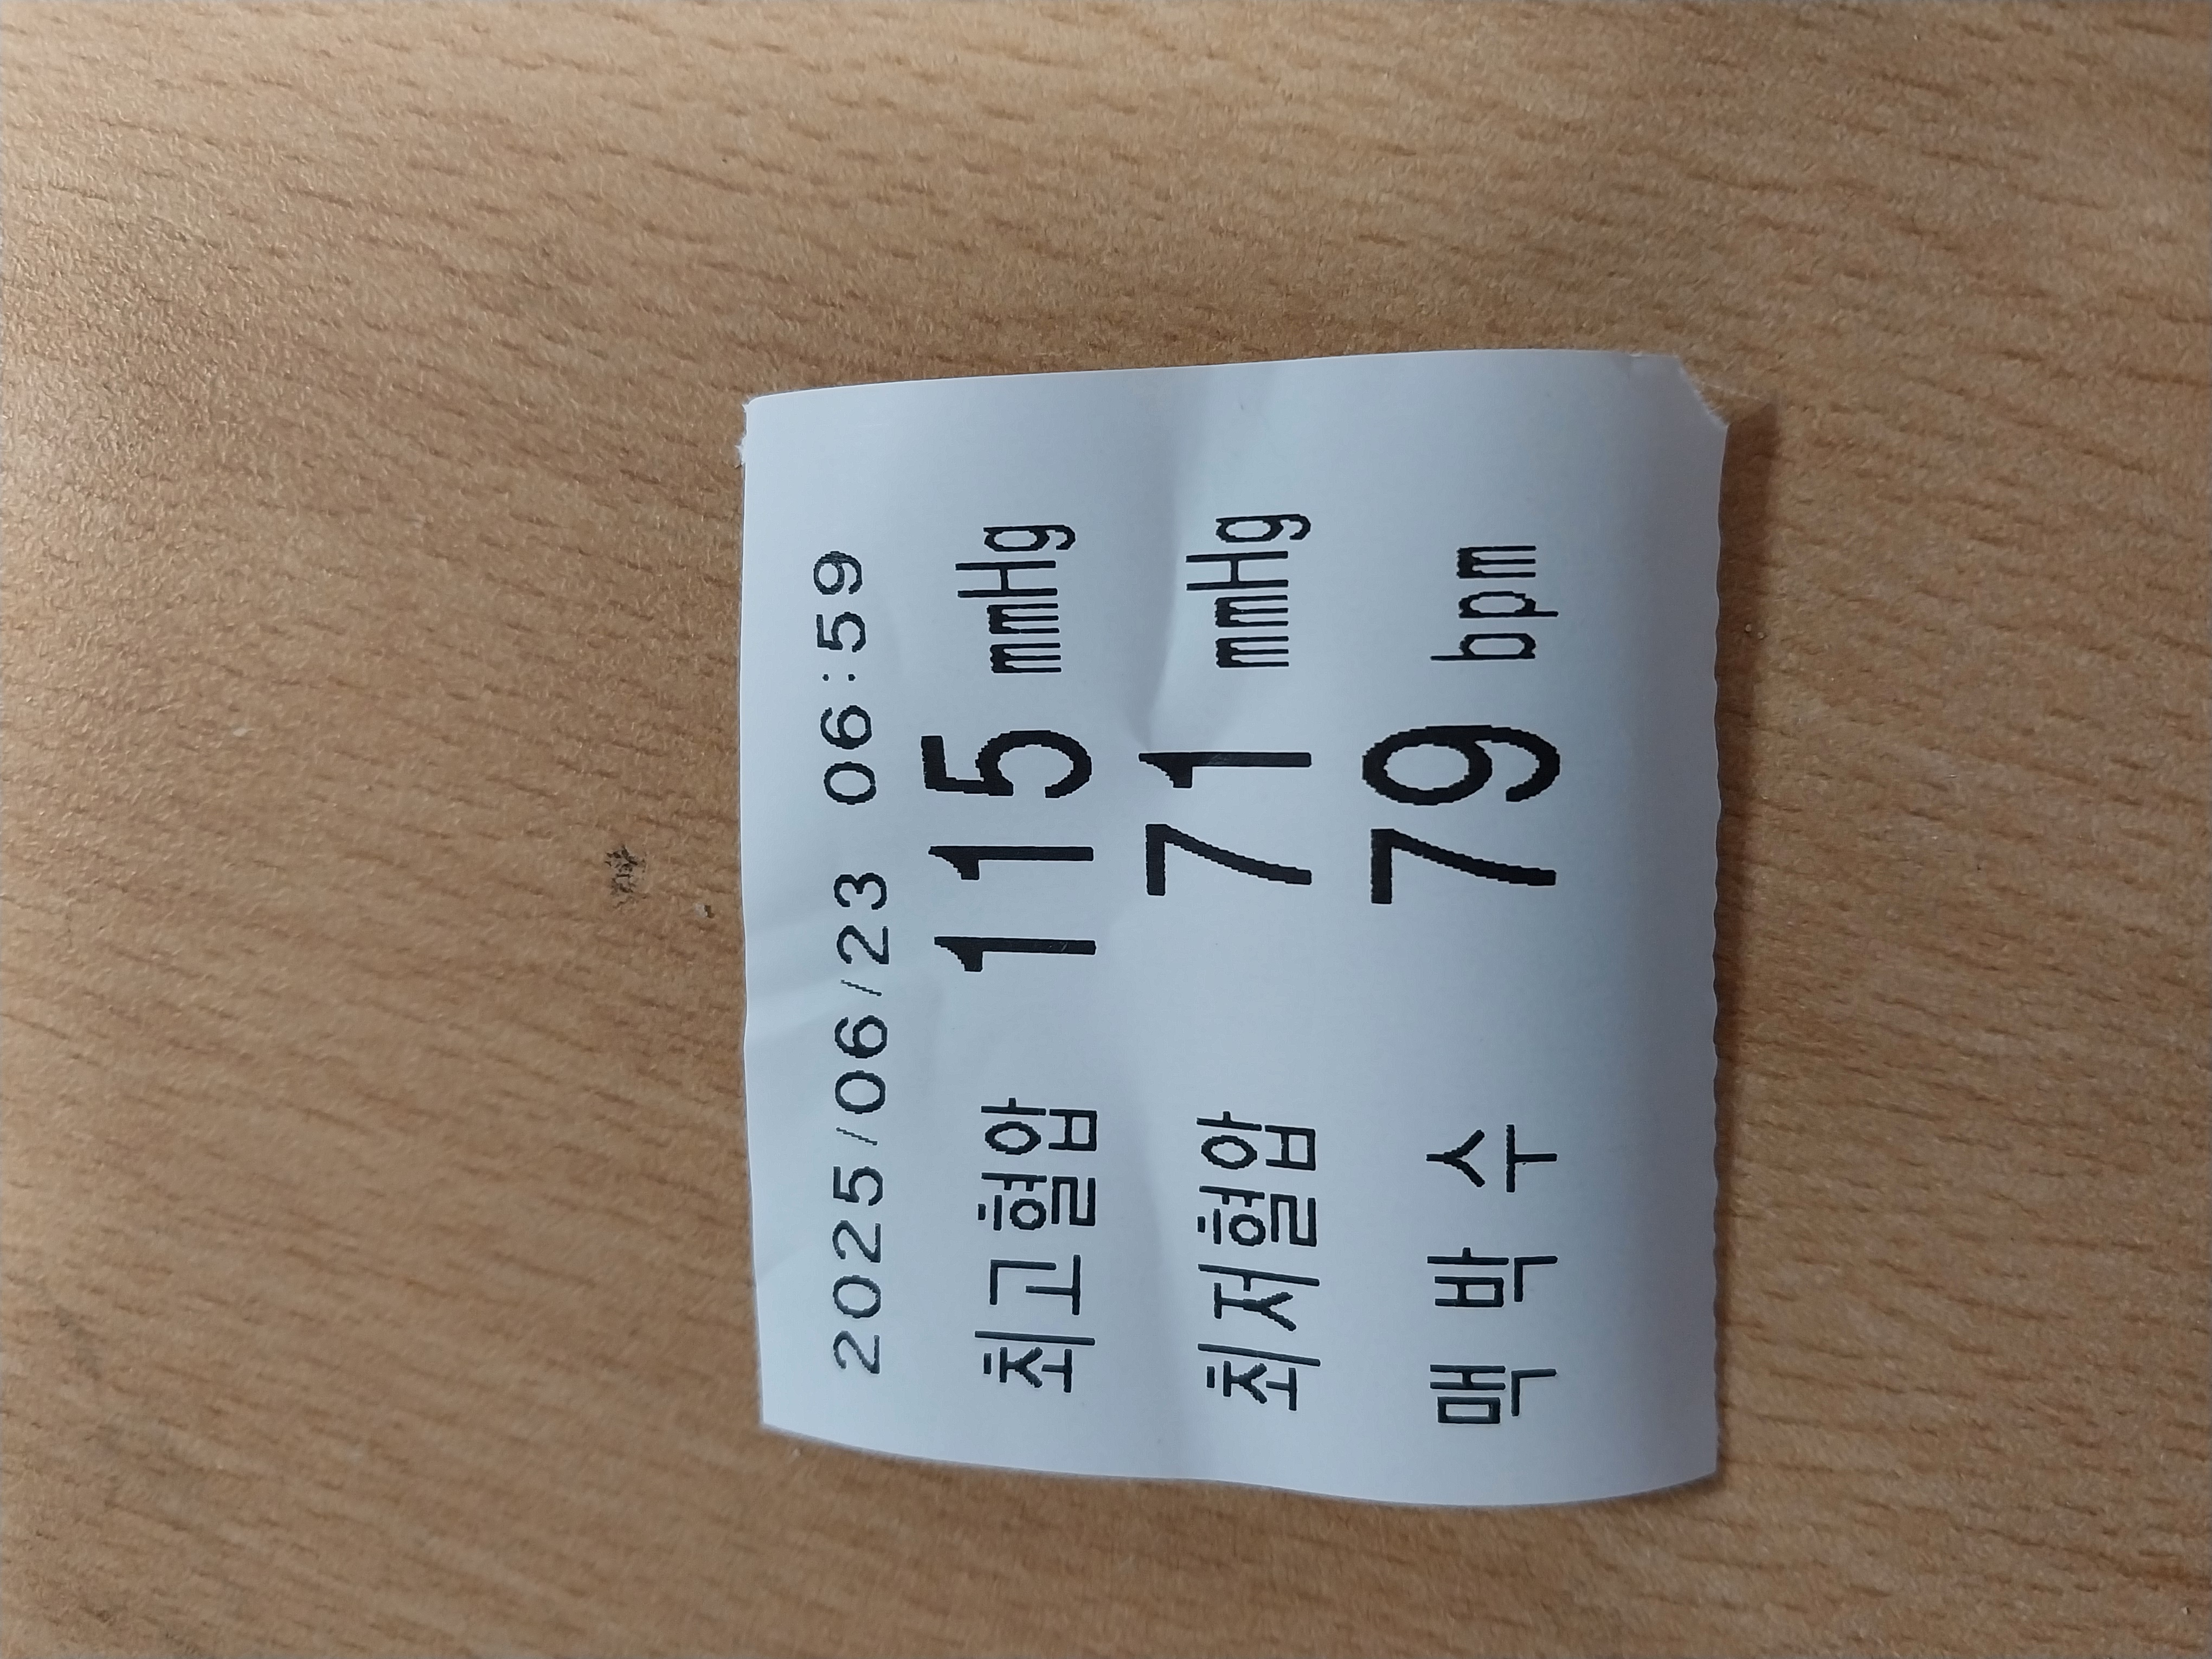 2025/06/23 06:59
최고혈압 115 mmHg
최저혈압 71 mmHg
맥 박 수 79 bpm